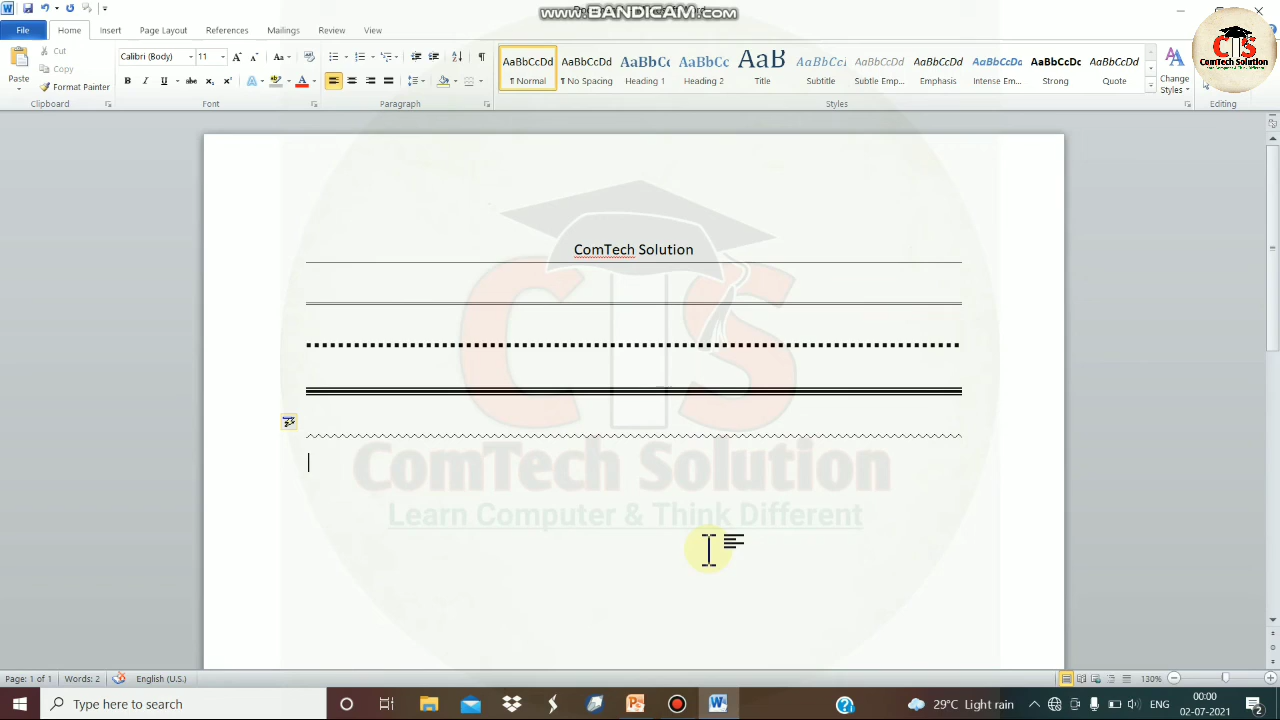 www.BANDICAM.com
File Home Insert Page Layout References Mailings Review View
Cut
Copy
Format Painter
Paste
Clipboard
Calibri (Body) 11
Font
Paragraph
AaBbCcDd AaBbCcDd AaBbCc AaBbCc AaB AaBbCcl AaBbCcDd AaBbCcDd AaBbCcDd AaBbCcDc AaBbCcDd
¶ Normal ¶ No Spacing Heading 1 Heading 2 Title Subtitle Subtle Emp... Emphasis Intense Em... Strong Quote
Styles
Change
Styles
Editing
CTS
ComTech Solution
ComTech Solution
CTS
ComTech Solution
Learn Computer & Think Different
Page: 1 of 1 Words: 2 English (U.S.) 130%
Type here to search
29°C Light rain ENG
00:00
02-07-2021
2